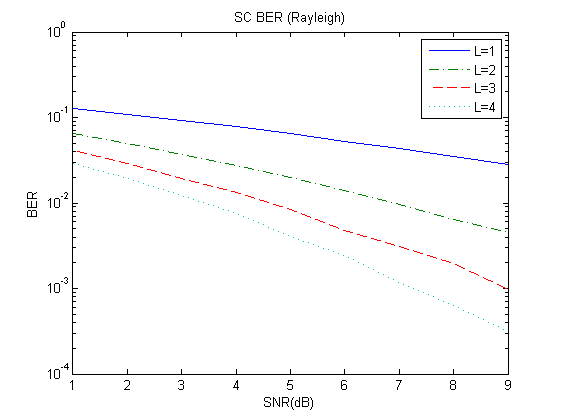 SC BER (Rayleigh)
L=1
L=2
L=3
L=4
10^0
10^-1
10^-2
10^-3
10^-4
BER
1 2 3 4 5 6 7 8 9
SNR(dB)